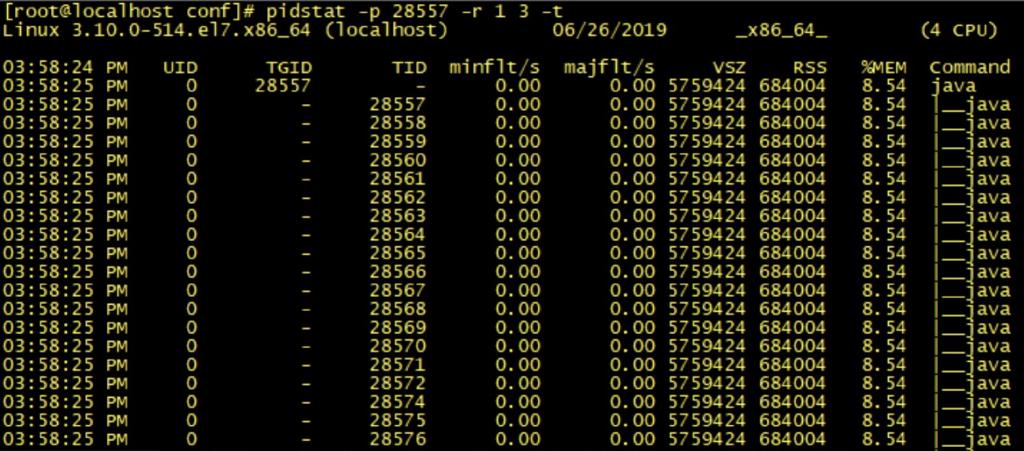 [root@localhost conf]# pidstat -p 28557 -r 1 3 -t
Linux 3.10.0-514.el7.x86_64 (localhost) 06/26/2019 _x86_64_ (4 CPU)
03:58:24 PM UID TGID TID minflt/s majflt/s VSZ RSS %MEM Command
03:58:25 PM 0 28557 - 0.00 0.00 5759424 684004 8.54 java
03:58:25 PM 0 - 28557 0.00 0.00 5759424 684004 8.54 |__java
03:58:25 PM 0 - 28558 0.00 0.00 5759424 684004 8.54 |__java
03:58:25 PM 0 - 28559 0.00 0.00 5759424 684004 8.54 |__java
03:58:25 PM 0 - 28560 0.00 0.00 5759424 684004 8.54 |__java
03:58:25 PM 0 - 28561 0.00 0.00 5759424 684004 8.54 |__java
03:58:25 PM 0 - 28562 0.00 0.00 5759424 684004 8.54 |__java
03:58:25 PM 0 - 28563 0.00 0.00 5759424 684004 8.54 |__java
03:58:25 PM 0 - 28564 0.00 0.00 5759424 684004 8.54 |__java
03:58:25 PM 0 - 28565 0.00 0.00 5759424 684004 8.54 |__java
03:58:25 PM 0 - 28566 0.00 0.00 5759424 684004 8.54 |__java
03:58:25 PM 0 - 28567 0.00 0.00 5759424 684004 8.54 |__java
03:58:25 PM 0 - 28568 0.00 0.00 5759424 684004 8.54 |__java
03:58:25 PM 0 - 28569 0.00 0.00 5759424 684004 8.54 |__java
03:58:25 PM 0 - 28570 0.00 0.00 5759424 684004 8.54 |__java
03:58:25 PM 0 - 28571 0.00 0.00 5759424 684004 8.54 |__java
03:58:25 PM 0 - 28572 0.00 0.00 5759424 684004 8.54 |__java
03:58:25 PM 0 - 28574 0.00 0.00 5759424 684004 8.54 |__java
03:58:25 PM 0 - 28575 0.00 0.00 5759424 684004 8.54 |__java
03:58:25 PM 0 - 28576 0.00 0.00 5759424 684004 8.54 |__java